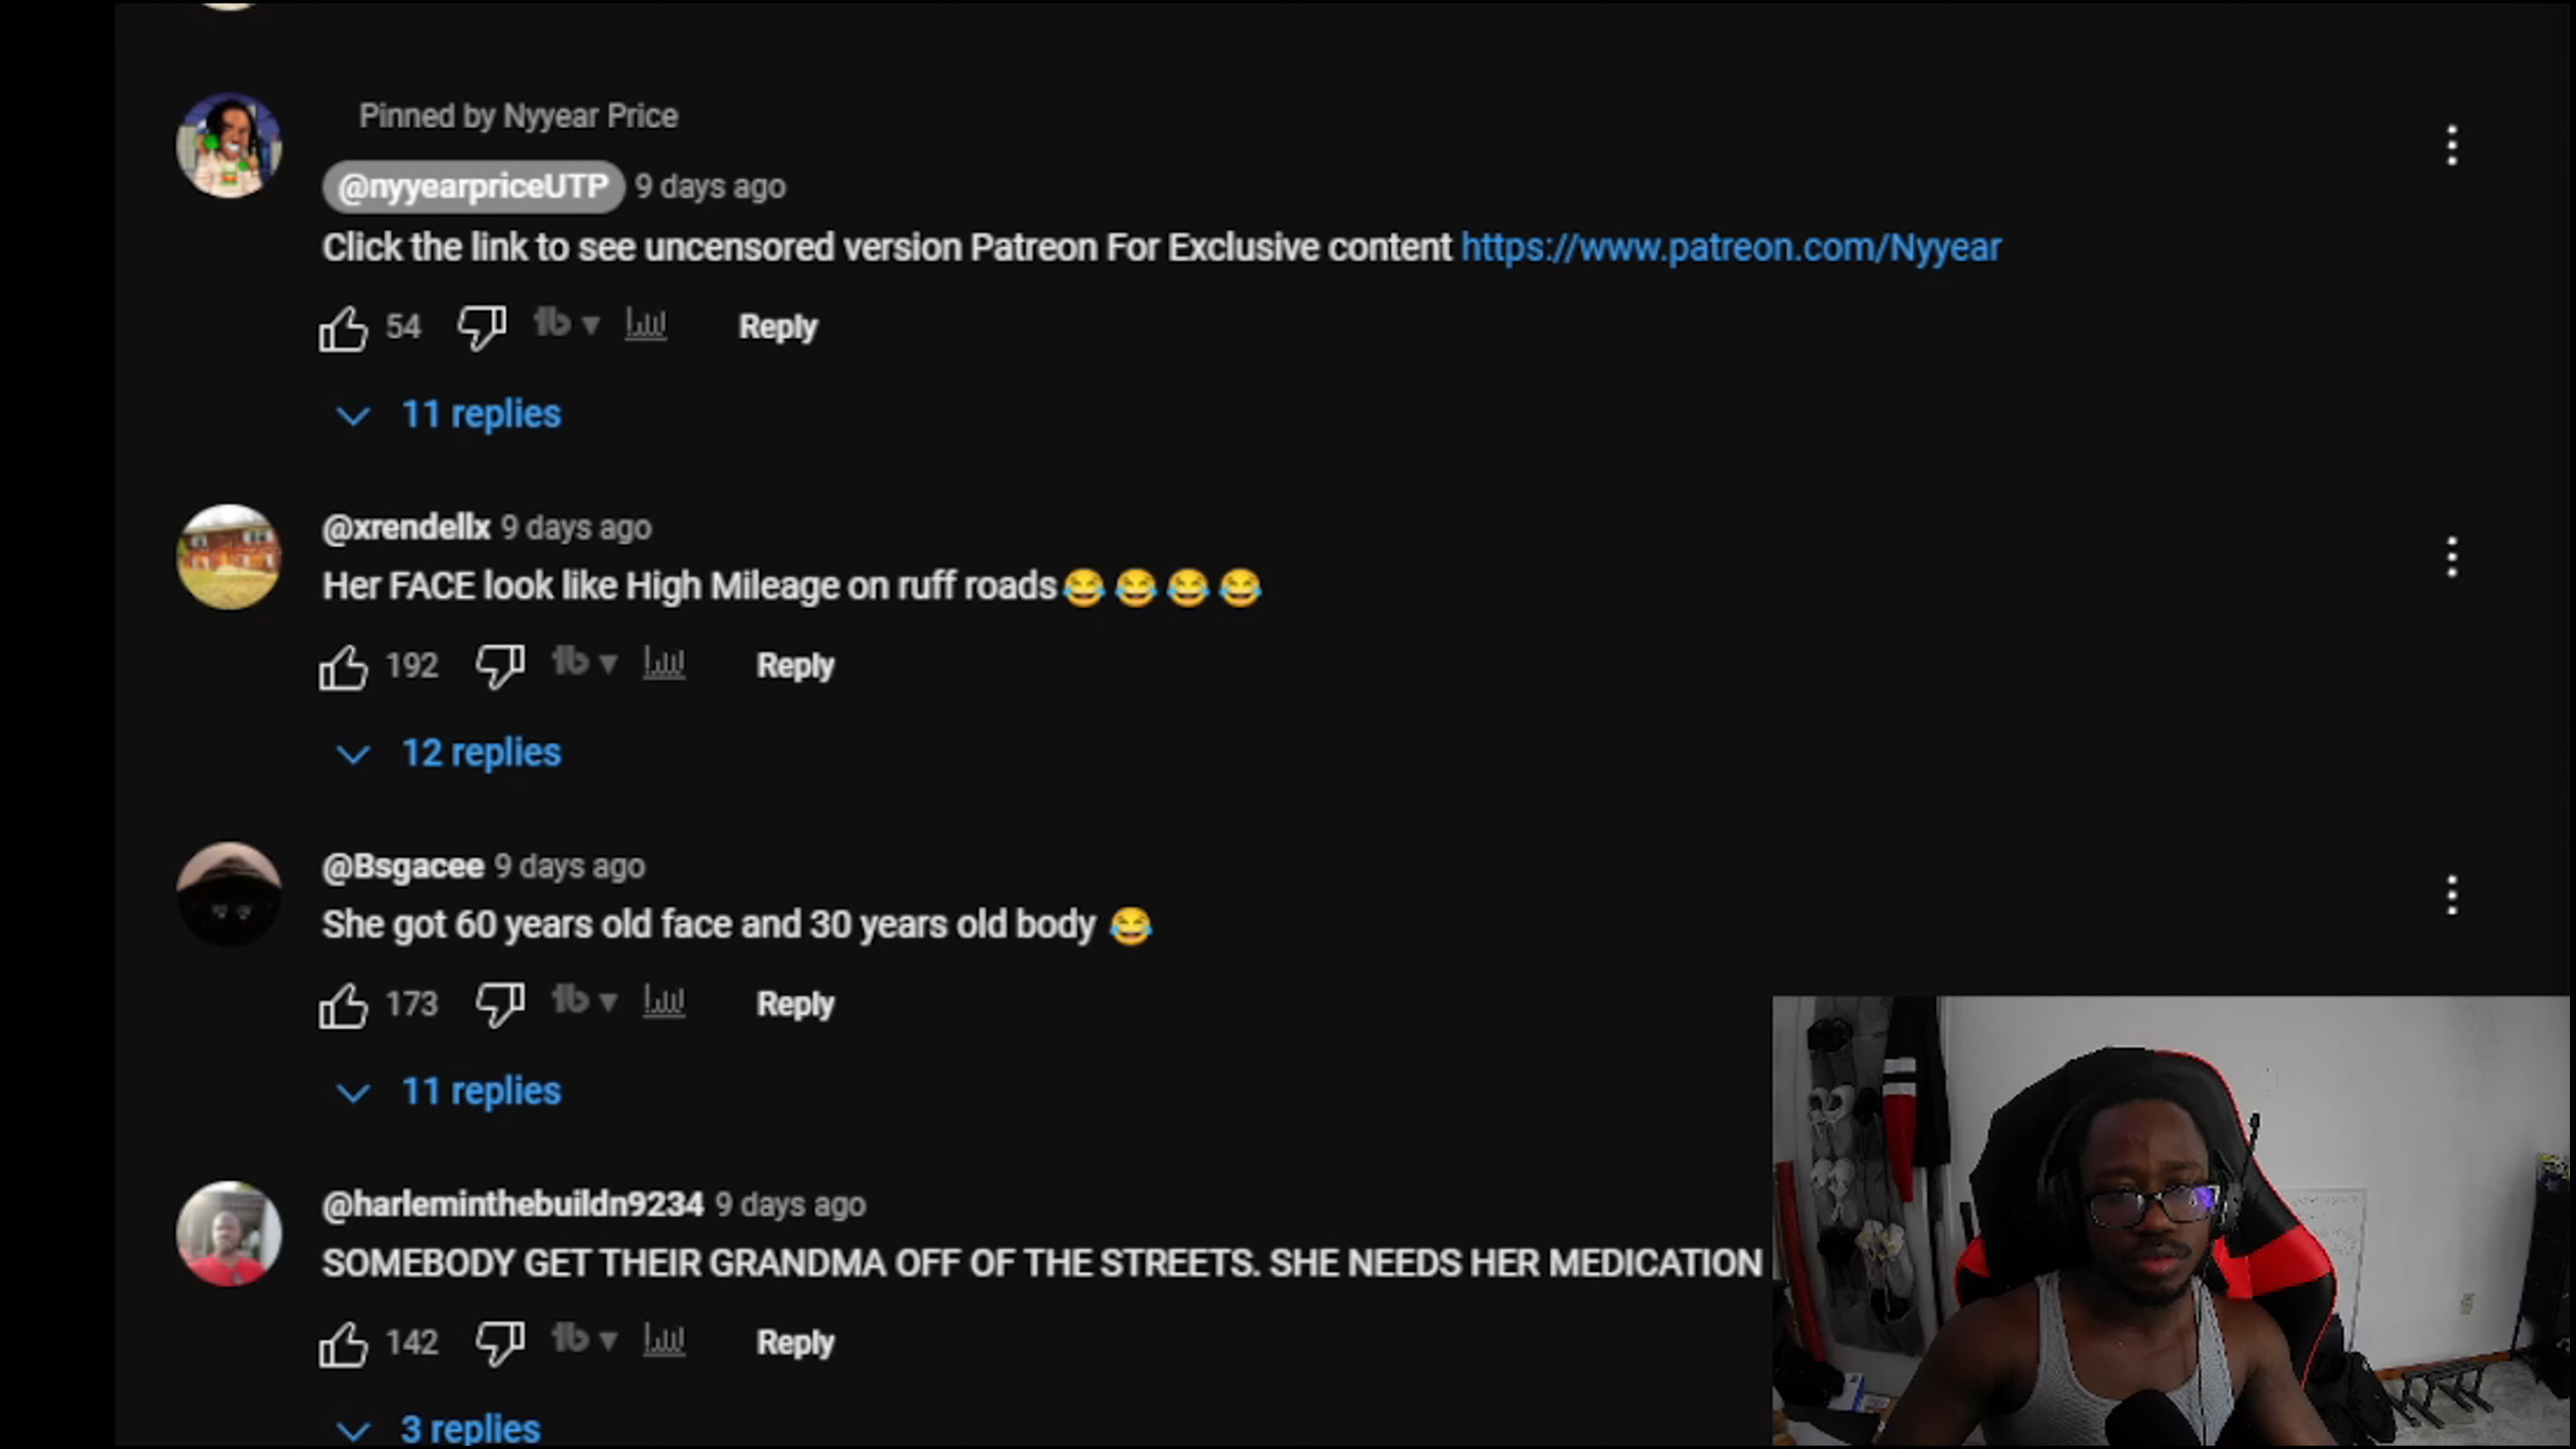 Pinned by Nyyear Price
@nyyearpriceUTP 9 days ago
Click the link to see uncensored version Patreon For Exclusive content https://www.patreon.com/Nyyear
54 1b Reply
11 replies
@xrendellx 9 days ago
Her FACE look like High Mileage on ruff roads😂😂😂😂
192 1b Reply
12 replies
@Bsgacee 9 days ago
She got 60 years old face and 30 years old body 😂
173 1b Reply
11 replies
@harleminthebuildn9234 9 days ago
SOMEBODY GET THEIR GRANDMA OFF OF THE STREETS. SHE NEEDS HER MEDICATION
142 1b Reply
3 replies